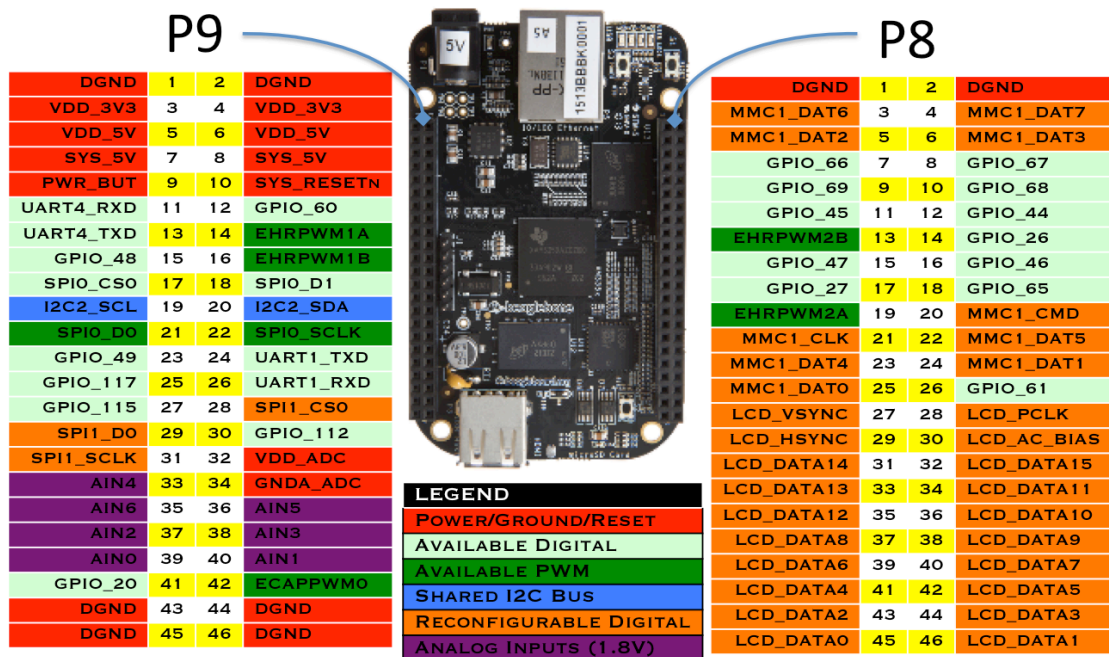 P9
P8
DGND 1 2 DGND
VDD_3V3 3 4 VDD_3V3
VDD_5V 5 6 VDD_5V
SYS_5V 7 8 SYS_5V
PWR_BUT 9 10 SYS_RESETN
UART4_RXD 11 12 GPIO_60
UART4_TXD 13 14 EHRPWM1A
GPIO_48 15 16 EHRPWM1B
SPI0_CS0 17 18 SPI0_D1
I2C2_SCL 19 20 I2C2_SDA
SPI0_D0 21 22 SPI0_SCLK
GPIO_49 23 24 UART1_TXD
GPIO_117 25 26 UART1_RXD
GPIO_115 27 28 SPI1_CS0
SPI1_D0 29 30 GPIO_112
SPI1_SCLK 31 32 VDD_ADC
AIN4 33 34 GNDA_ADC
AIN6 35 36 AIN5
AIN2 37 38 AIN3
AIN0 39 40 AIN1
GPIO_20 41 42 ECAPPWM0
DGND 43 44 DGND
DGND 45 46 DGND
5V
A5
1513BBBK0001
10/100 Ethernet
beaglebone
microSD Card
LEGEND
POWER/GROUND/RESET
AVAILABLE DIGITAL
AVAILABLE PWM
SHARED I2C BUS
RECONFIGURABLE DIGITAL
ANALOG INPUTS (1.8V)
DGND 1 2 DGND
MMC1_DAT6 3 4 MMC1_DAT7
MMC1_DAT2 5 6 MMC1_DAT3
GPIO_66 7 8 GPIO_67
GPIO_69 9 10 GPIO_68
GPIO_45 11 12 GPIO_44
EHRPWM2B 13 14 GPIO_26
GPIO_47 15 16 GPIO_46
GPIO_27 17 18 GPIO_65
EHRPWM2A 19 20 MMC1_CMD
MMC1_CLK 21 22 MMC1_DAT5
MMC1_DAT4 23 24 MMC1_DAT1
MMC1_DAT0 25 26 GPIO_61
LCD_VSYNC 27 28 LCD_PCLK
LCD_HSYNC 29 30 LCD_AC_BIAS
LCD_DATA14 31 32 LCD_DATA15
LCD_DATA13 33 34 LCD_DATA11
LCD_DATA12 35 36 LCD_DATA10
LCD_DATA8 37 38 LCD_DATA9
LCD_DATA6 39 40 LCD_DATA7
LCD_DATA4 41 42 LCD_DATA5
LCD_DATA2 43 44 LCD_DATA3
LCD_DATA0 45 46 LCD_DATA1